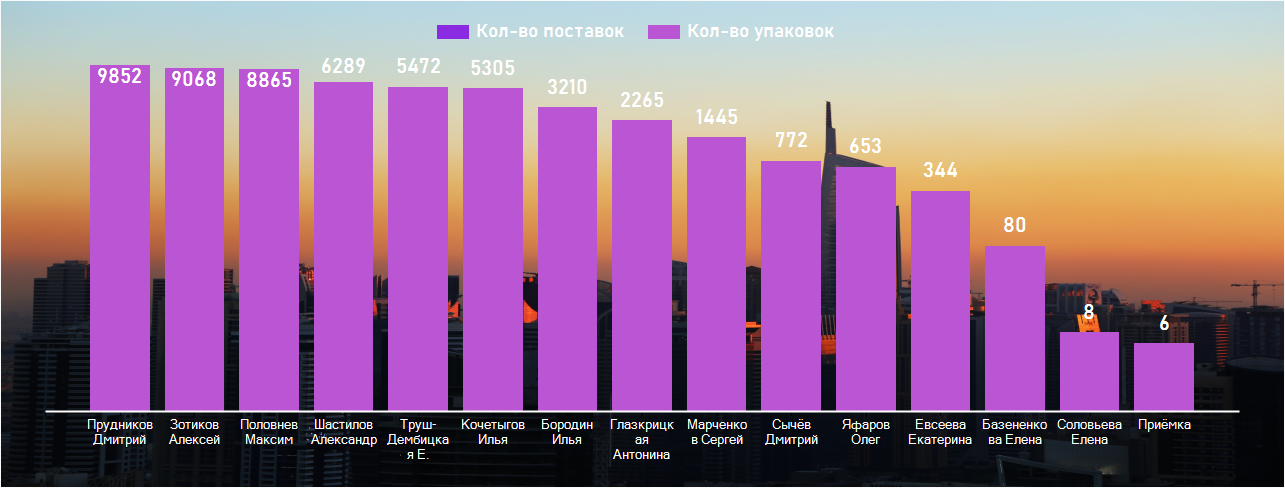 Кол-во поставок Кол-во упаковок
9852 9068 8865 6289 5472 5305 3210 2265 1445 772 653 344 80 8 6
Прудников
Дмитрий
Зотиков
Алексей
Половнев
Максим
Шастилов
Александр
Труш-
Дембицка
я Е.
Кочетыгов
Илья
Бородин
Илья
Глазкрицк
ая
Антонина
Марченко
в Сергей
Сычёв
Дмитрий
Яфаров
Олег
Евсеева
Екатерина
Базененко
ва Елена
Соловьева
Елена
Приёмка